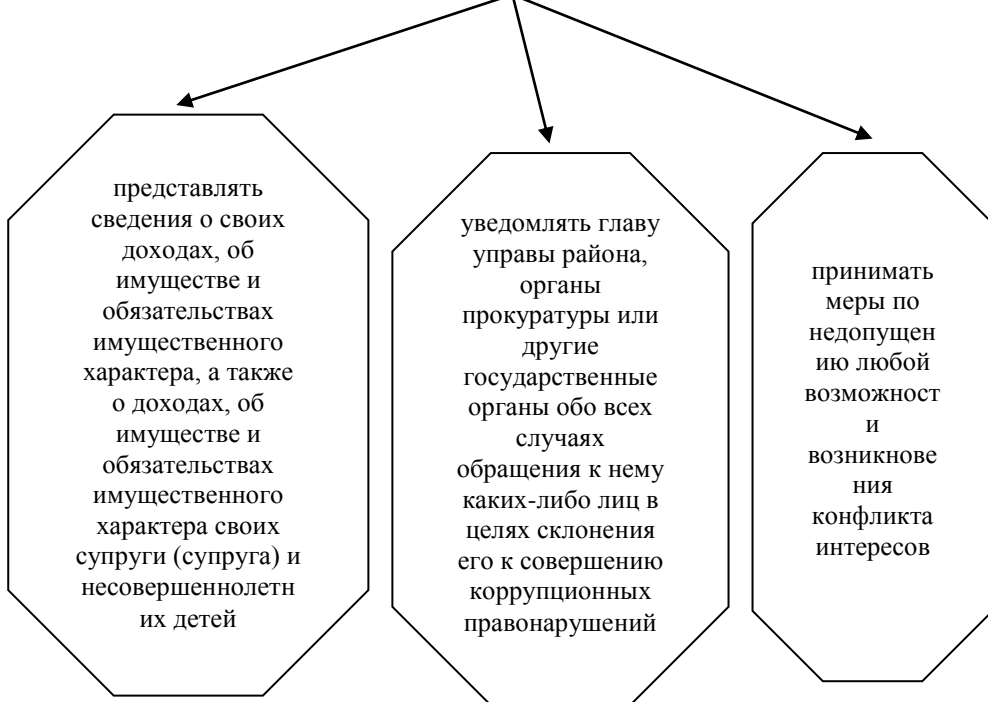 представлять
сведения о своих
доходах, об
имуществе и
обязательствах
имущественного
характера, а также
о доходах, об
имуществе и
обязательствах
имущественного
характера своих
супруги (супруга) и
несовершеннолетн
их детей
уведомлять главу
управы района,
органы
прокуратуры или
другие
государственные
органы обо всех
случаях
обращения к нему
каких-либо лиц в
целях склонения
его к совершению
коррупционных
правонарушений
принимать
меры по
недопущен
ию любой
возможност
и
возникнове
ния
конфликта
интересов